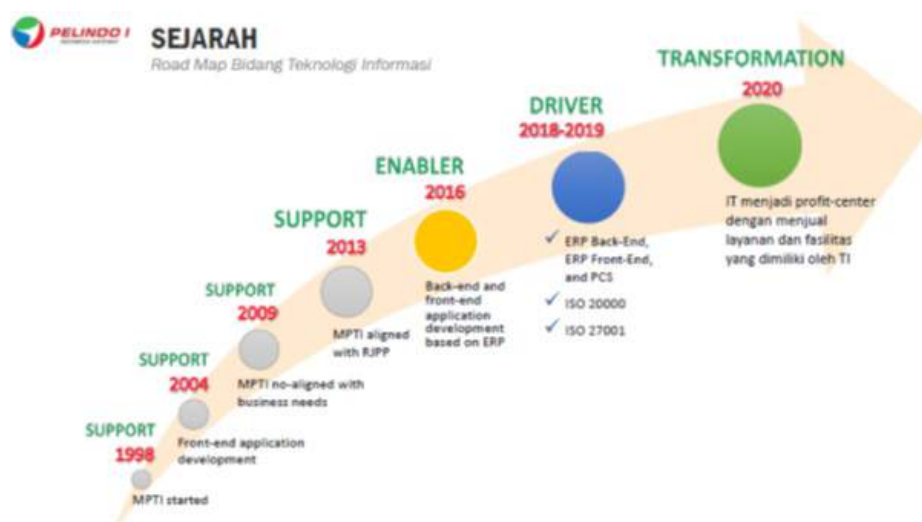 PELINDO 1
SEJARAH
Road Map Bidang Teknologi Informasi
SUPPORT
1998
MPTI started
SUPPORT
2004
Front-end application
development
SUPPORT
2009
MPTI no-aligned with
business needs
SUPPORT
2013
MPTI aligned
with RJPP
ENABLER
2016
Back-end and
front-end
application
development
based on ERP
DRIVER
2018-2019
✓ ERP Back-End,
ERP Front-End,
and PCS
✓ ISO 20000
✓ ISO 27001
TRANSFORMATION
2020
IT menjadi profit-center
dengan menjual
layanan dan fasilitas
yang dimiliki oleh TI